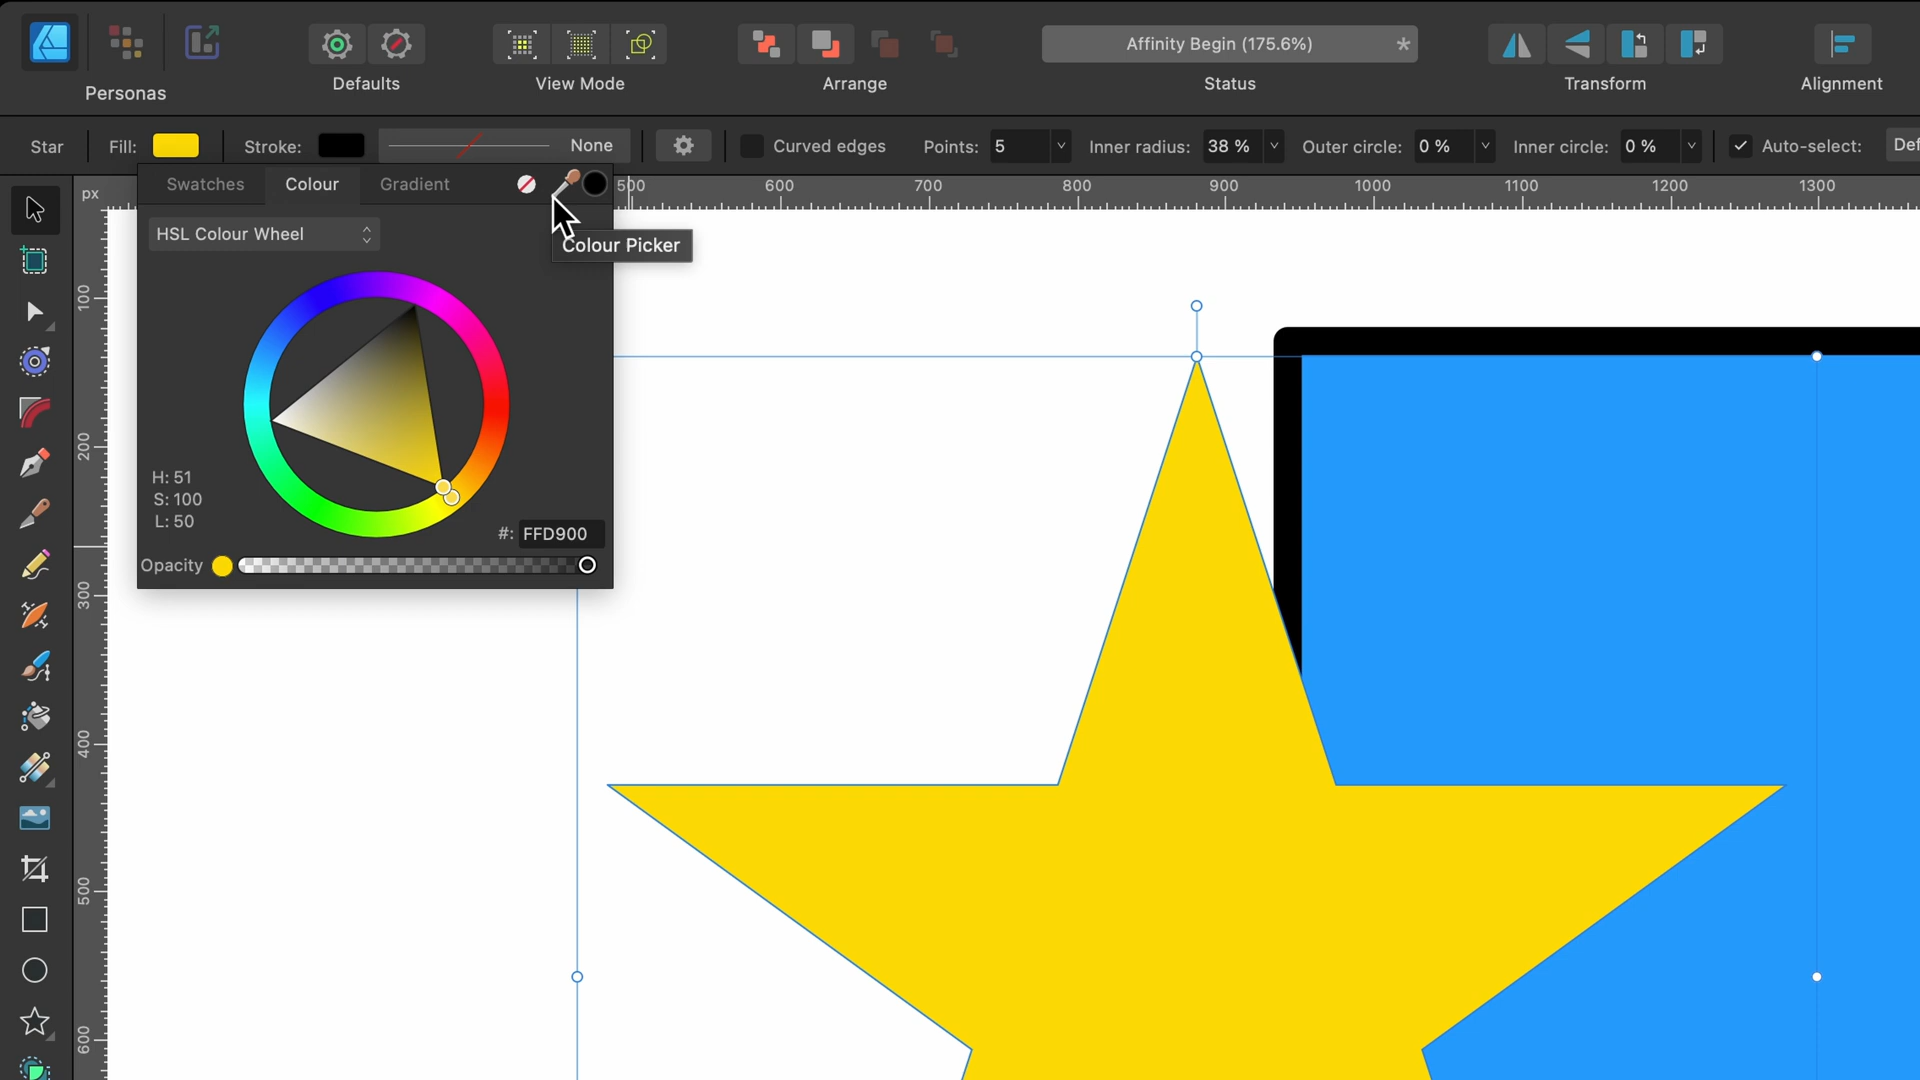 Personas
Defaults
View Mode
Arrange
Affinity Begin (175.6%)
*
Status
Transform
Alignment
Star
Fill:
Stroke:
None
Curved edges
Points: 5
Inner radius: 38 %
Outer circle: 0 %
Inner circle: 0 %
Auto-select:
Def
px
500 600 700 800 900 1000 1100 1200 1300
Swatches
Colour
Gradient
HSL Colour Wheel
Colour Picker
H: 51
S: 100
L: 50
#: FFD900
Opacity
100
200
300
400
500
600